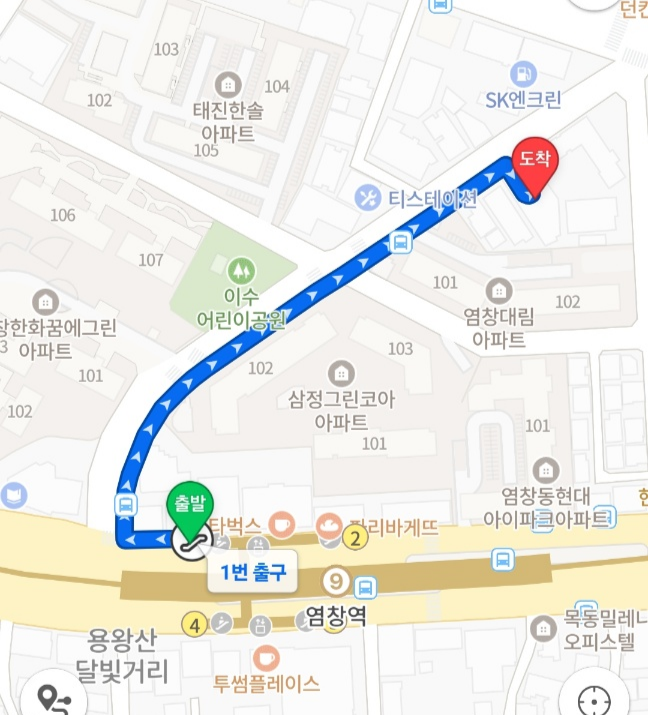 던킨
103
104
102
태진한솔
아파트
105
SK엔크린
도착
티스테이션
106
107
이수
어린이공원
101
102
염창대림
아파트
창한화꿈에그린
아파트
3
101
102
102
103
삼정그린코아
아파트
101
101
염창동현대
아이파크아파트
출발
타벅스
파리바게뜨
2
1번 출구
9
염창역
4
용왕산
달빛거리
투썸플레이스
목동밀레니
오피스텔